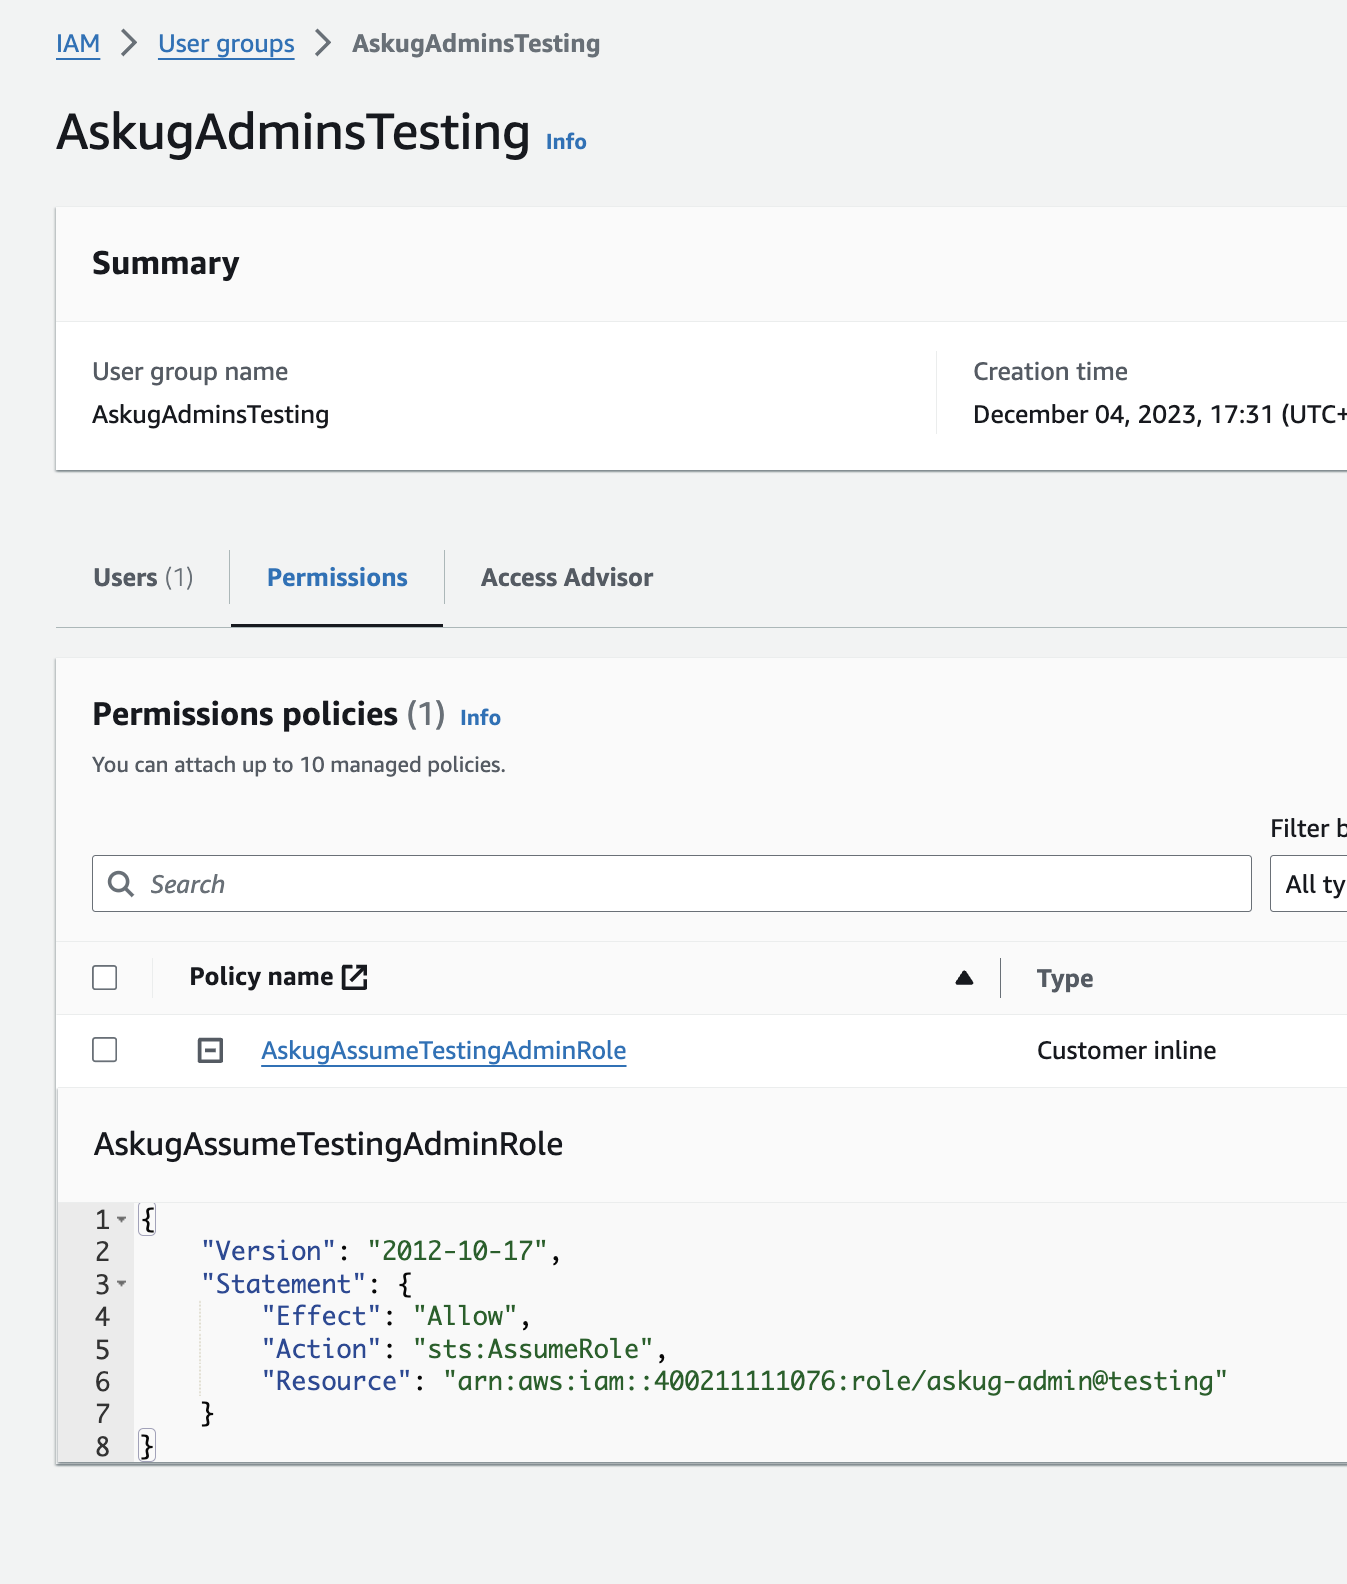 IAM > User groups > AskugAdminsTesting
AskugAdminsTesting Info
Summary
User group name
AskugAdminsTesting
Creation time
December 04, 2023, 17:31 (UTC+
Users (1)
Permissions
Access Advisor
Permissions policies (1) Info
You can attach up to 10 managed policies.
Filter b
Search
All ty
Policy name
Type
AskugAssumeTestingAdminRole
Customer inline
AskugAssumeTestingAdminRole
1 {
2     "Version": "2012-10-17",
3     "Statement": {
4         "Effect": "Allow",
5         "Action": "sts:AssumeRole",
6         "Resource": "arn:aws:iam::400211111076:role/askug-admin@testing"
7     }
8 }